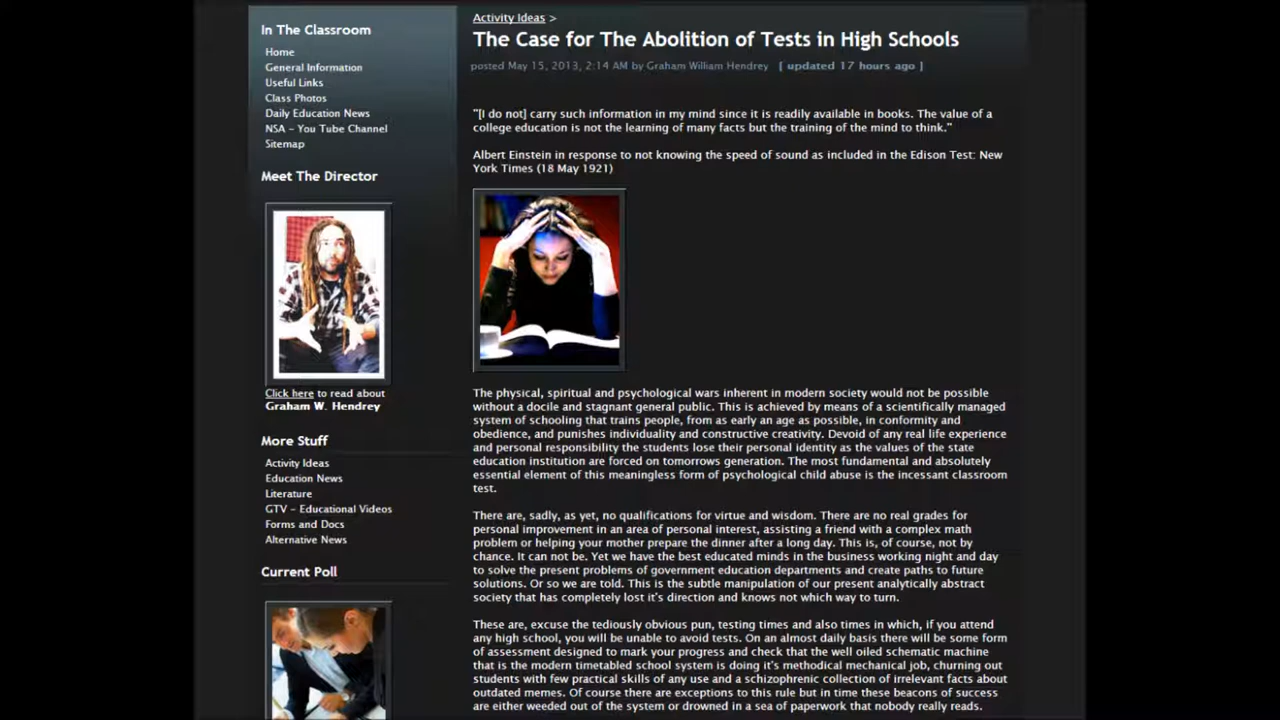 In The Classroom
Home
General Information
Useful Links
Class Photos
Daily Education News
NSA - You Tube Channel
Sitemap
Meet The Director
Click here to read about
Graham W. Hendrey
More Stuff
Activity Ideas
Education News
Literature
GTV - Educational Videos
Forms and Docs
Alternative News
Current Poll
Activity Ideas >
The Case for The Abolition of Tests in High Schools
posted May 15, 2013, 2:14 AM by Graham William Hendrey [ updated 17 hours ago ]
"[I do not] carry such information in my mind since it is readily available in books. The value of a
college education is not the learning of many facts but the training of the mind to think."
Albert Einstein in response to not knowing the speed of sound as included in the Edison Test: New
York Times (18 May 1921)
The physical, spiritual and psychological wars inherent in modern society would not be possible
without a docile and stagnant general public. This is achieved by means of a scientifically managed
system of schooling that trains people, from as early an age as possible, in conformity and
obedience, and punishes individuality and constructive creativity. Devoid of any real life experience
and personal responsibility the students lose their personal identity as the values of the state
education institution are forced on tomorrows generation. The most fundamental and absolutely
essential element of this meaningless form of psychological child abuse is the incessant classroom
test.
There are, sadly, as yet, no qualifications for virtue and wisdom. There are no real grades for
personal improvement in an area of personal interest, assisting a friend with a complex math
problem or helping your mother prepare the dinner after a long day. This is, of course, not by
chance. It can not be. Yet we have the best educated minds in the business working night and day
to solve the present problems of government education departments and create paths to future
solutions. Or so we are told. This is the subtle manipulation of our present analytically abstract
society that has completely lost it's direction and knows not which way to turn.
These are, excuse the tediously obvious pun, testing times and also times in which, if you attend
any high school, you will be unable to avoid tests. On an almost daily basis there will be some form
of assessment designed to mark your progress and check that the well oiled schematic machine
that is the modern timetabled school system is doing it's methodical mechanical job, churning out
students with few practical skills of any use and a schizophrenic collection of irrelevant facts about
outdated memes. Of course there are exceptions to this rule but in time these beacons of success
are either weeded out of the system or drowned in a sea of paperwork that nobody really reads.